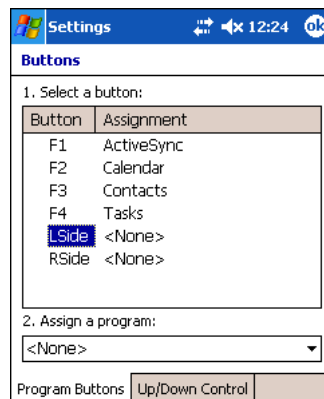 Settings 12:24 ok
Buttons
1. Select a button:
Button Assignment
F1 ActiveSync
F2 Calendar
F3 Contacts
F4 Tasks
LSide <None>
RSide <None>
2. Assign a program:
<None>
Program Buttons Up/Down Control